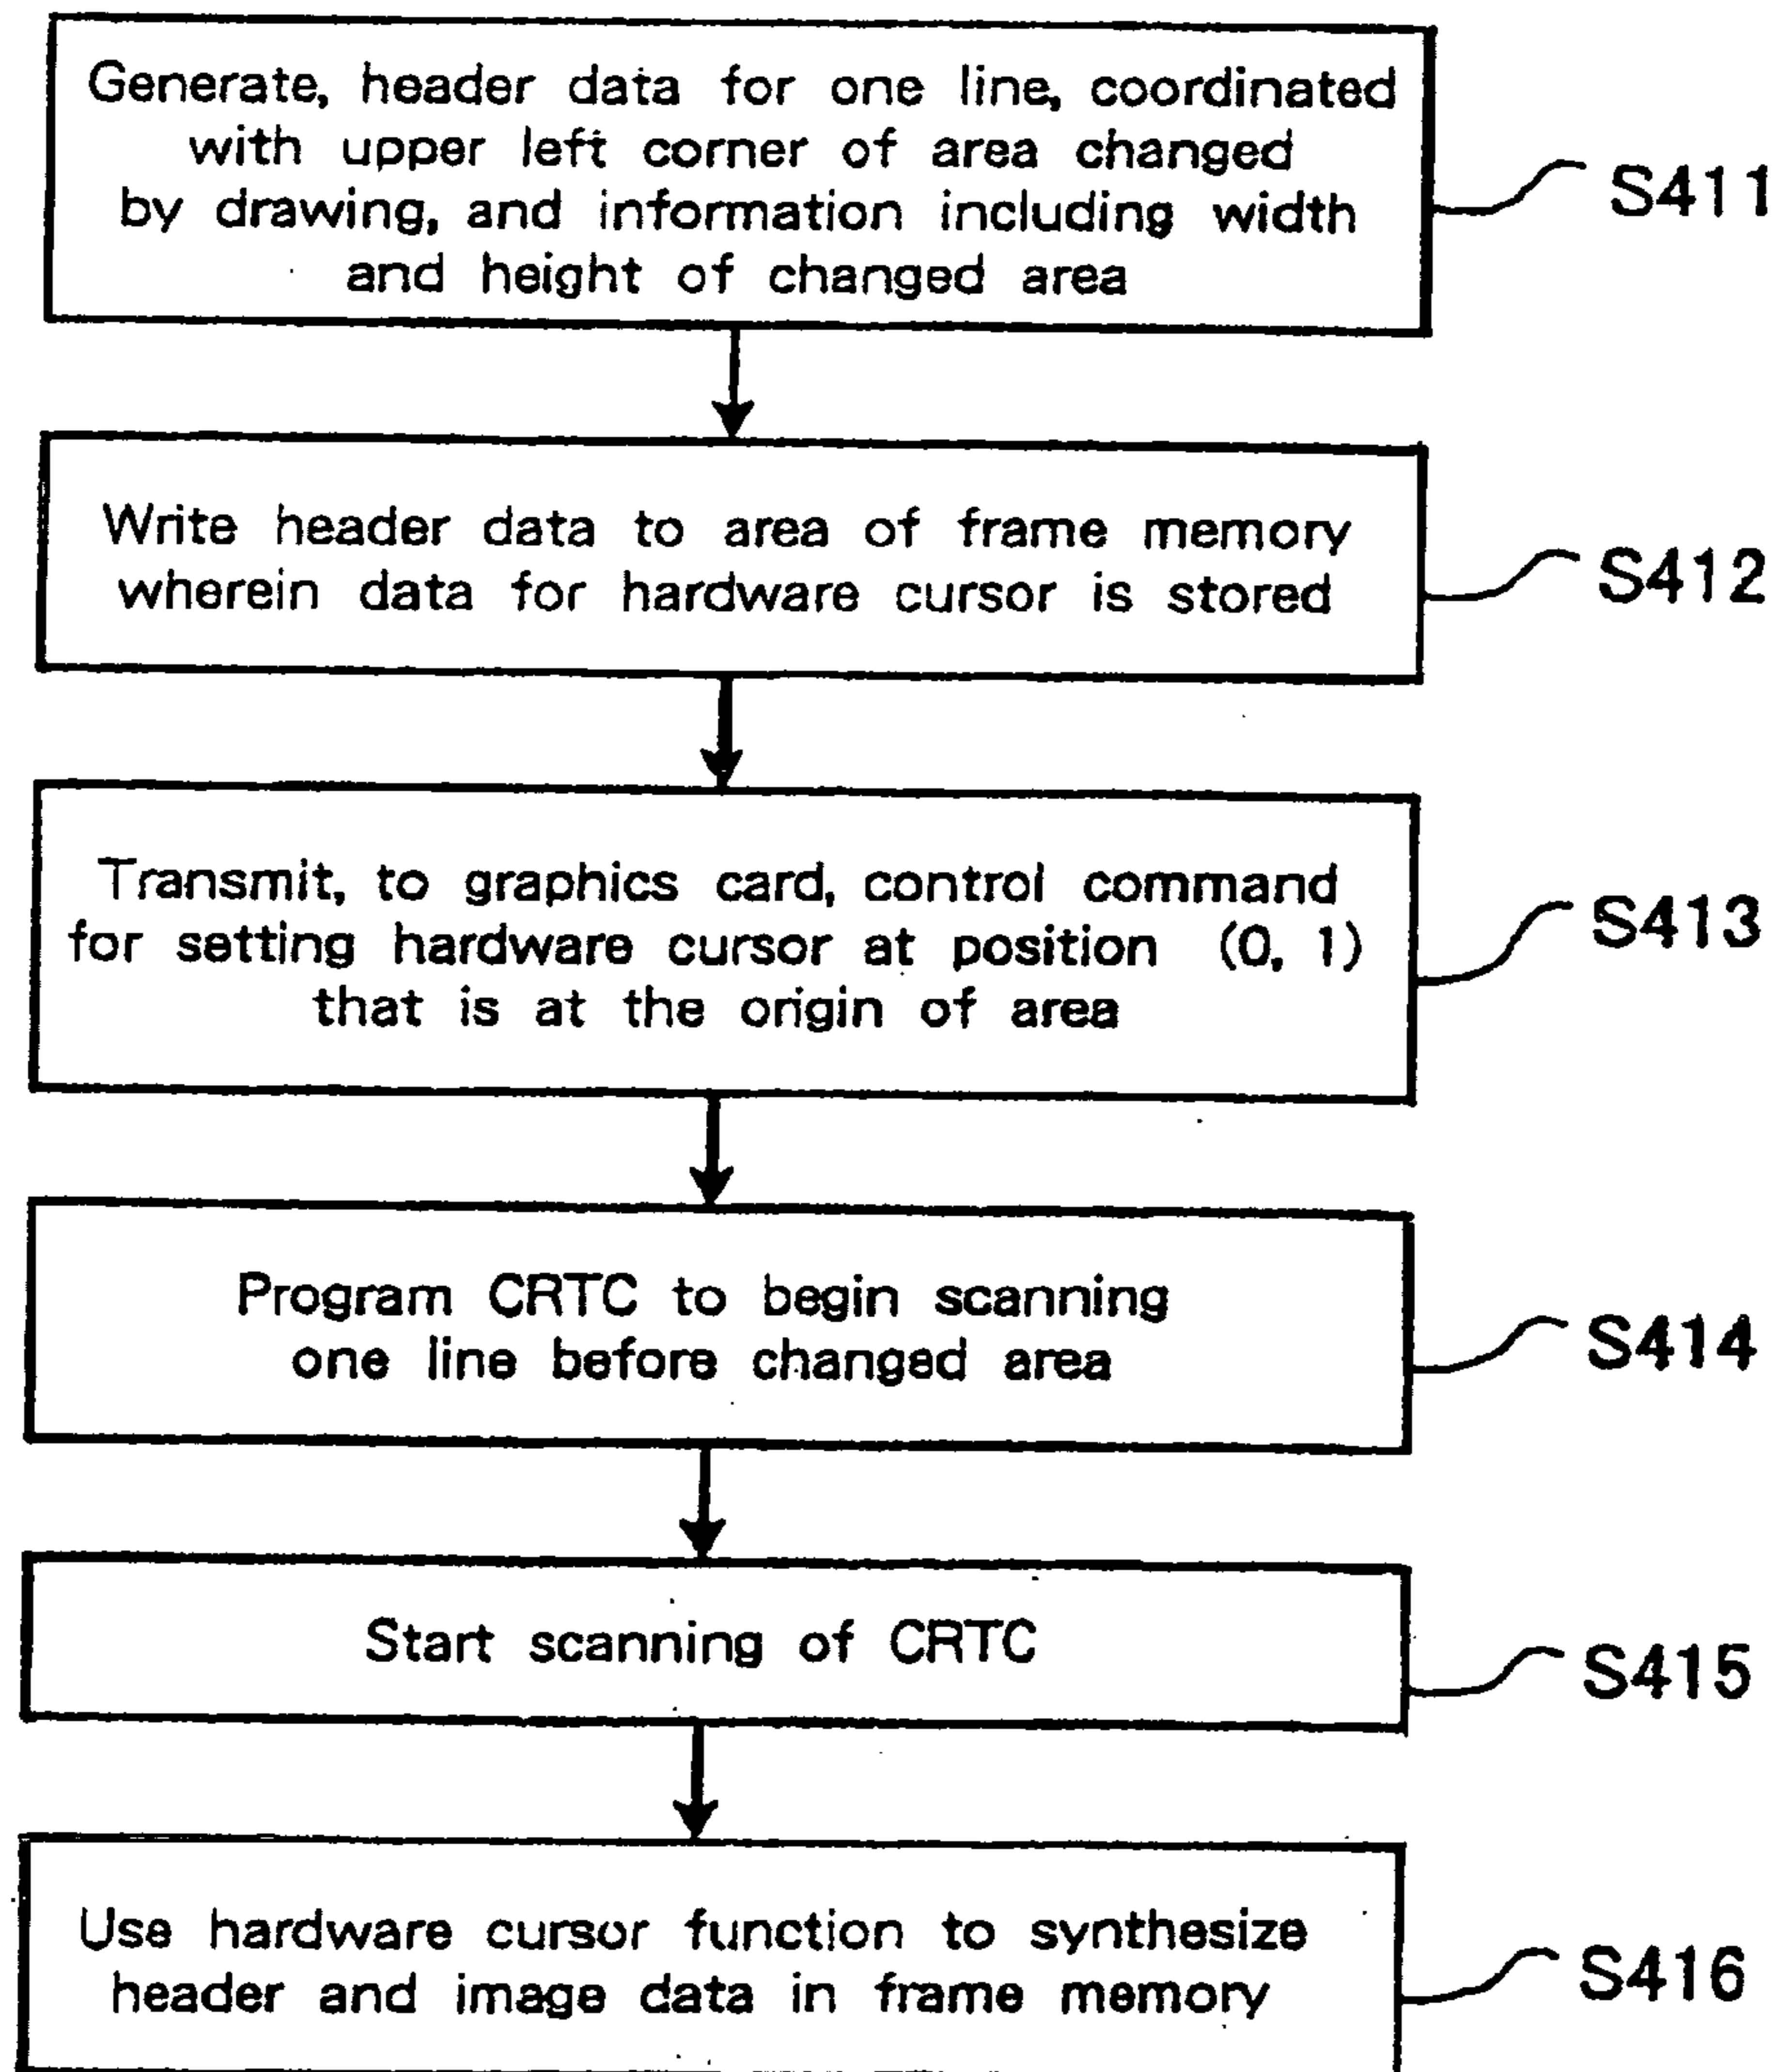 Generate, header data for one line, coordinated
with upper left corner of area changed
by drawing, and information including width
and height of changed area
S411
Write header data to area of frame memory
wherein data for hardware cursor is stored
S412
Transmit, to graphics card, control command
for setting hardware cursor at position (0, 1)
that is at the origin of area
S413
Program CRTC to begin scanning
one line before changed area
S414
Start scanning of CRTC
S415
Use hardware cursor function to synthesize
header and image data in frame memory
S416